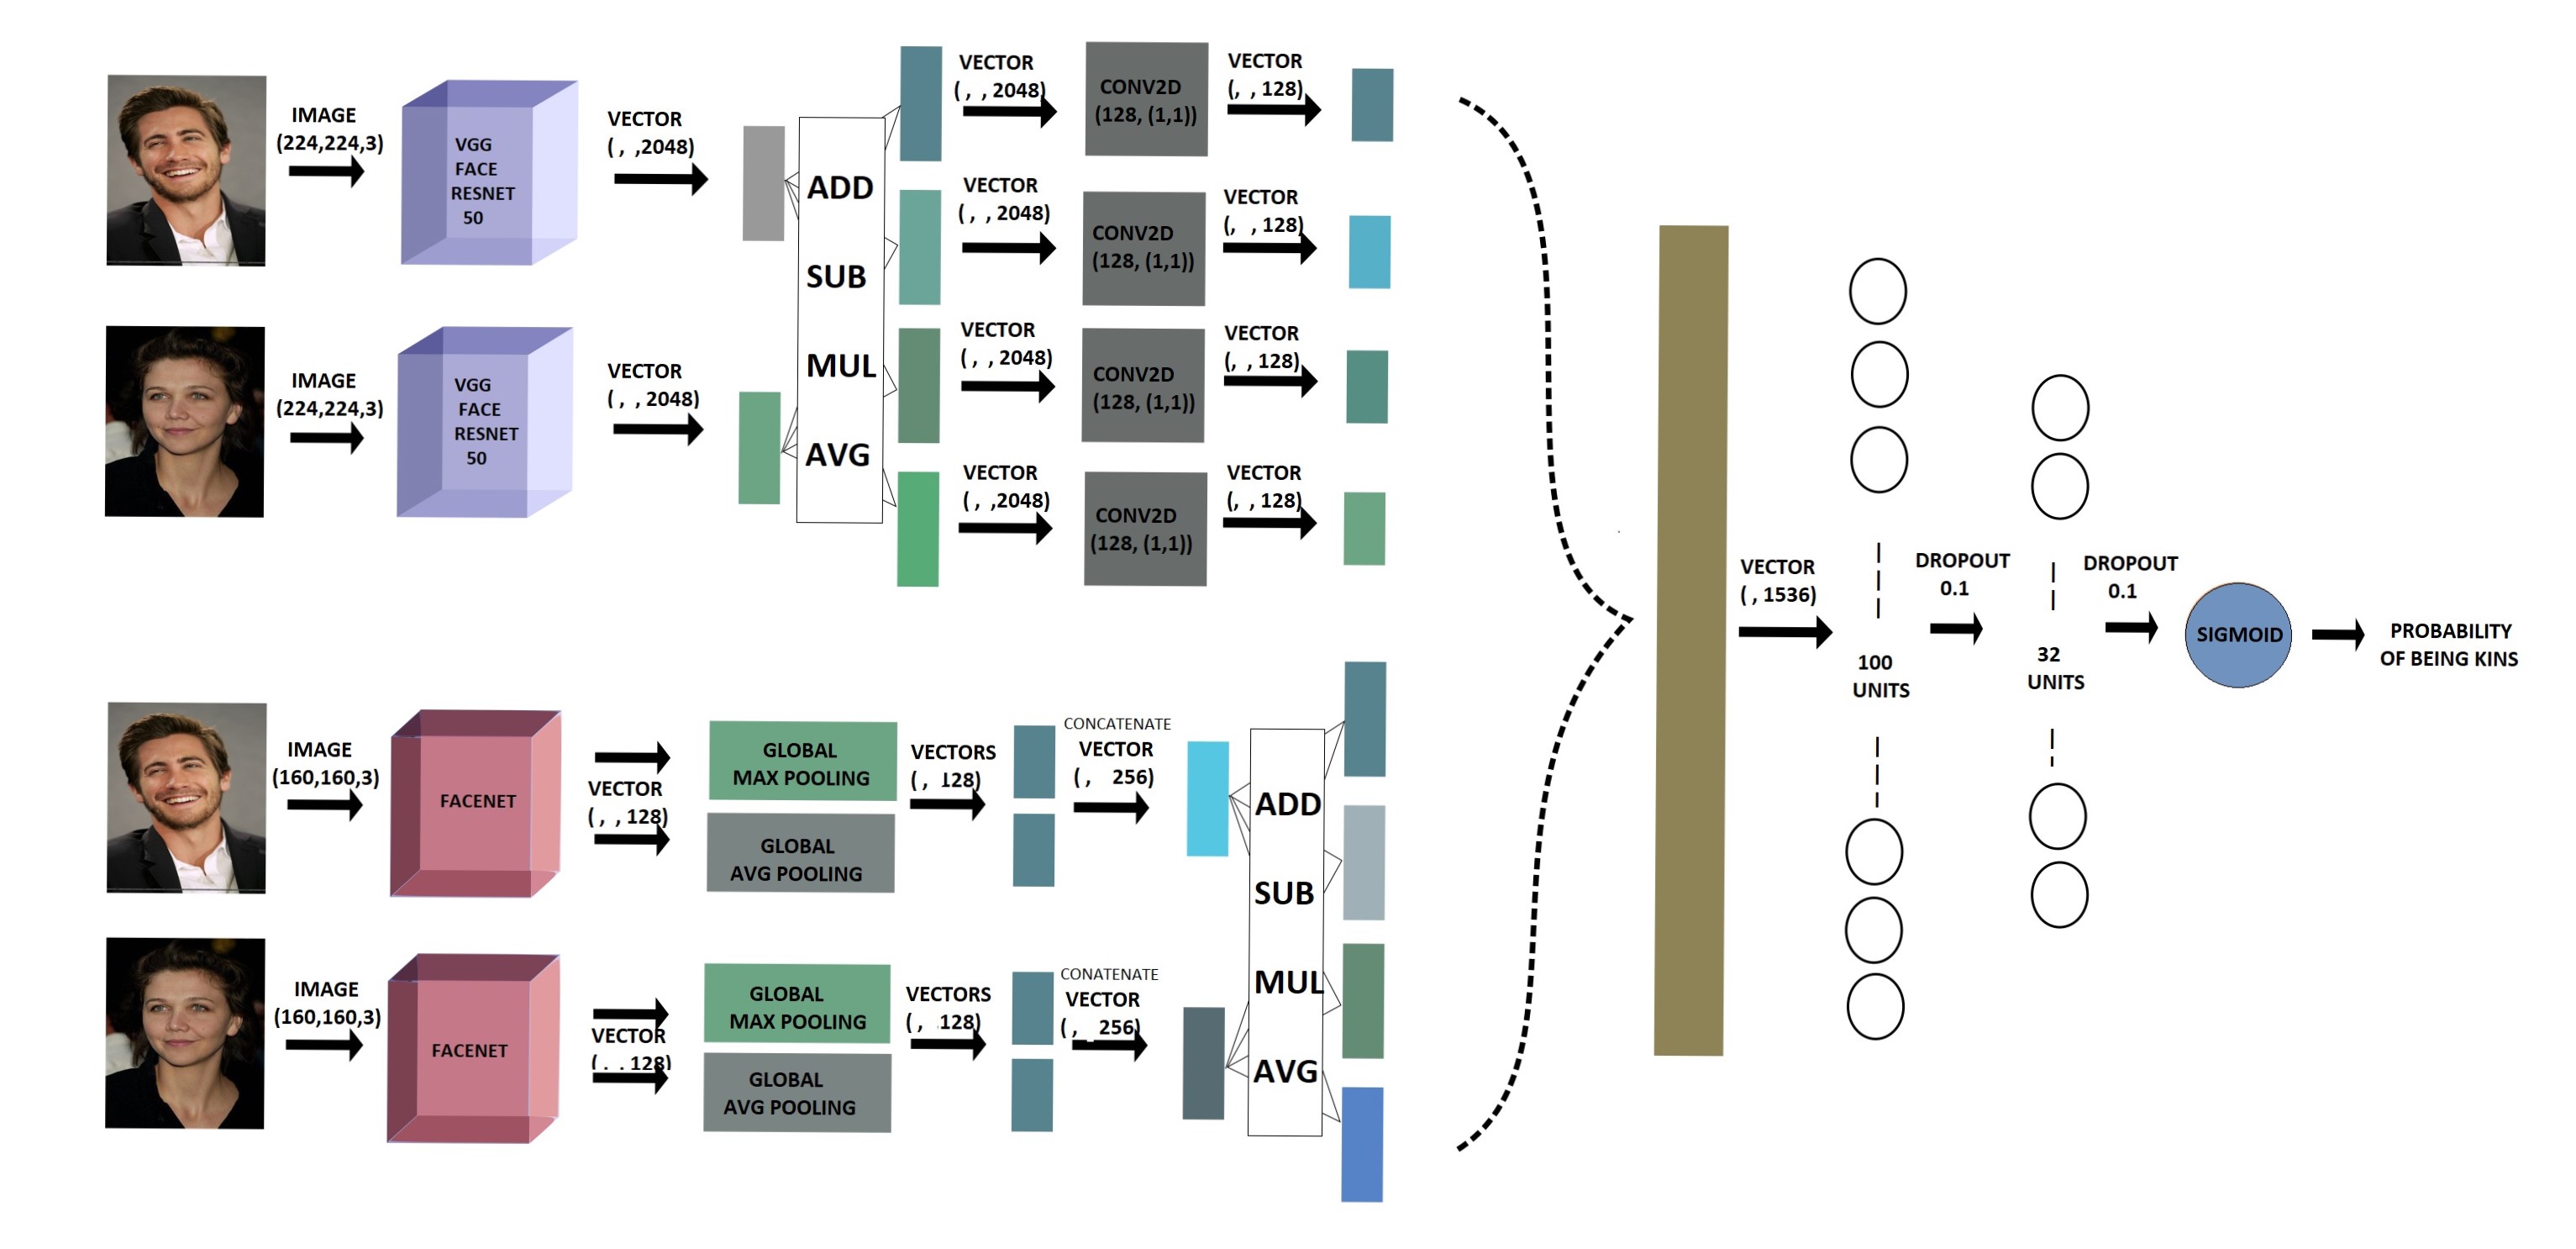 IMAGE
(224,224,3)
VGG
FACE
RESNET
50
VECTOR
( , ,2048)
IMAGE
(224,224,3)
VGG
FACE
RESNET
50
VECTOR
( , , 2048)
ADD
SUB
MUL
AVG
VECTOR
( , , 2048)
CONV2D
(128, (1,1))
VECTOR
(, , 128)
VECTOR
( , , 2048)
CONV2D
(128, (1,1))
VECTOR
(, , 128)
VECTOR
( , , 2048)
CONV2D
(128, (1,1))
VECTOR
(, , 128)
VECTOR
( , ,2048)
CONV2D
(128, (1,1))
VECTOR
(, , 128)
IMAGE
(160,160,3)
FACENET
VECTOR
( , , 128)
GLOBAL
MAX POOLING
GLOBAL
AVG POOLING
VECTORS
( , 128)
CONCATENATE
VECTOR
( , 256)
IMAGE
(160,160,3)
FACENET
VECTOR
( , , 128)
GLOBAL
MAX POOLING
GLOBAL
AVG POOLING
VECTORS
( , 128)
CONATENATE
VECTOR
( , 256)
ADD
SUB
MUL
AVG
VECTOR
( , 1536)
100
UNITS
DROPOUT
0.1
32
UNITS
DROPOUT
0.1
SIGMOID
PROBABILITY
OF BEING KINS